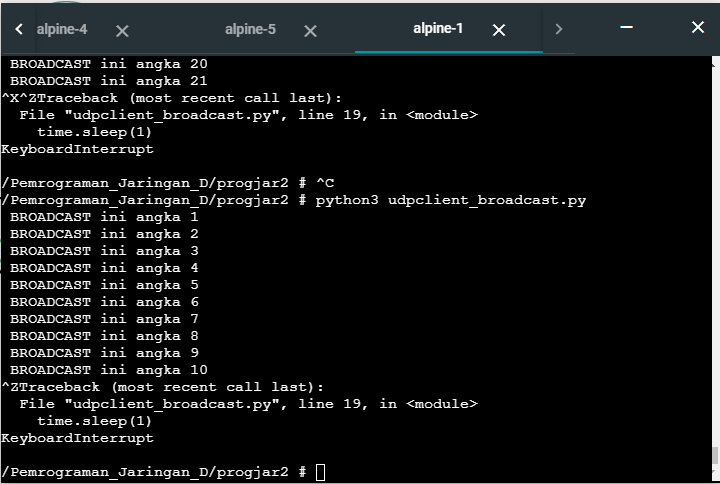 alpine-4
alpine-5
alpine-1
 BROADCAST ini angka 20
 BROADCAST ini angka 21
^X^ZTraceback (most recent call last):
  File "udpclient_broadcast.py", line 19, in <module>
    time.sleep(1)
KeyboardInterrupt

/Pemrograman_Jaringan_D/progjar2 # ^C
/Pemrograman_Jaringan_D/progjar2 # python3 udpclient_broadcast.py
 BROADCAST ini angka 1
 BROADCAST ini angka 2
 BROADCAST ini angka 3
 BROADCAST ini angka 4
 BROADCAST ini angka 5
 BROADCAST ini angka 6
 BROADCAST ini angka 7
 BROADCAST ini angka 8
 BROADCAST ini angka 9
 BROADCAST ini angka 10
^ZTraceback (most recent call last):
  File "udpclient_broadcast.py", line 19, in <module>
    time.sleep(1)
KeyboardInterrupt

/Pemrograman_Jaringan_D/progjar2 #